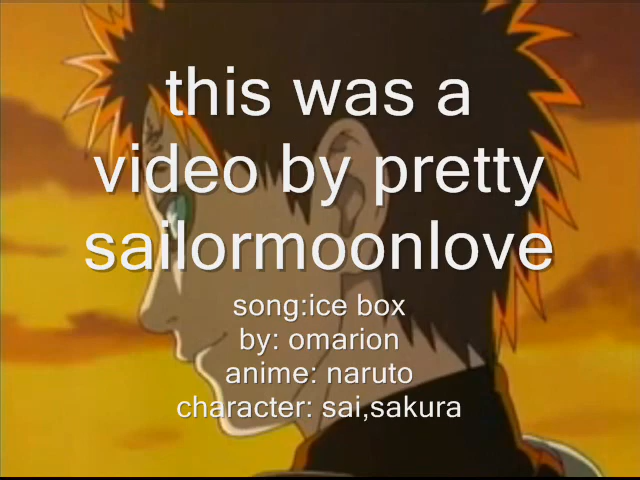 this was a
video by pretty
sailormoonlove
song:ice box
by: omarion
anime: naruto
character: sai,sakura